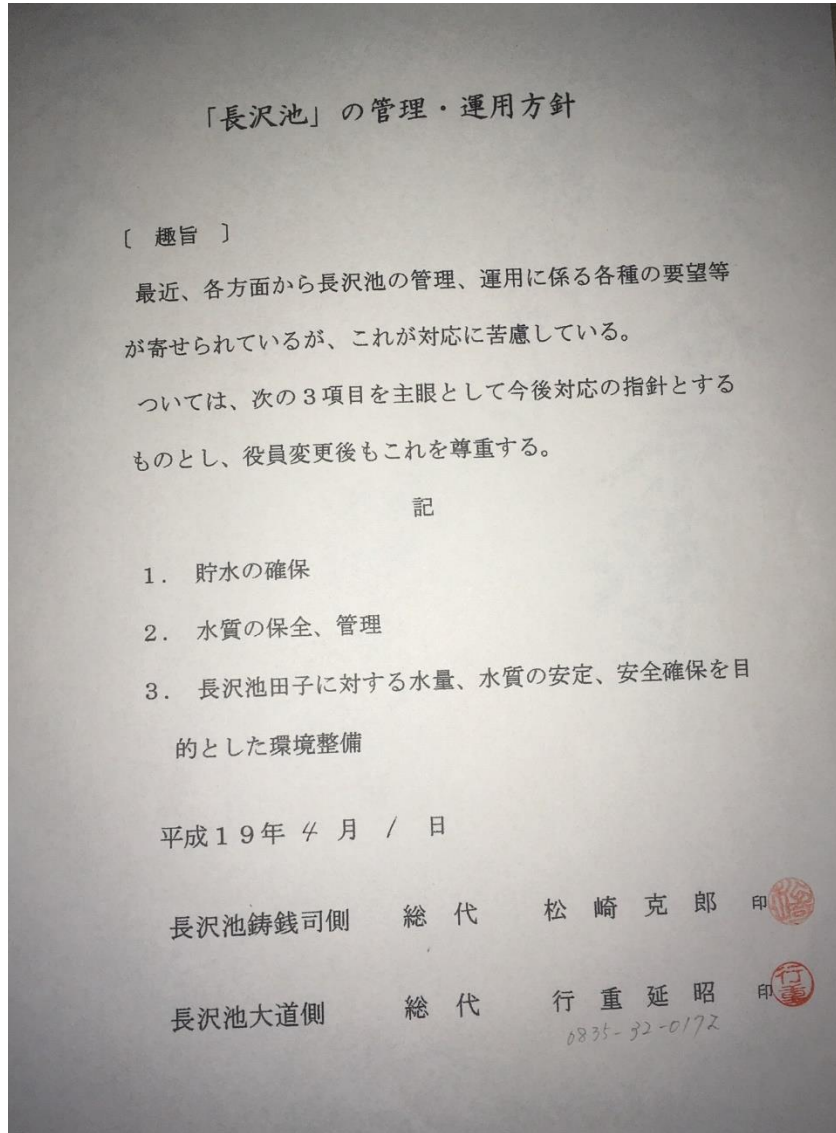 「長沢池」の管理・運用方針
〔 趣旨 〕
最近、各方面から長沢池の管理、運用に係る各種の要望等
が寄せられているが、これが対応に苦慮している。
ついては、次の3項目を主眼として今後対応の指針とする
ものとし、役員変更後もこれを尊重する。
記
1. 貯水の確保
2. 水質の保全、管理
3. 長沢池田子に対する水量、水質の安定、安全確保を目
的とした環境整備
平成19年 4 月 1 日
長沢池鋳銭司側 総 代 松 崎 克 郎 印
長沢池大道側 総 代 行 重 延 昭 印 行重
0835-32-0172